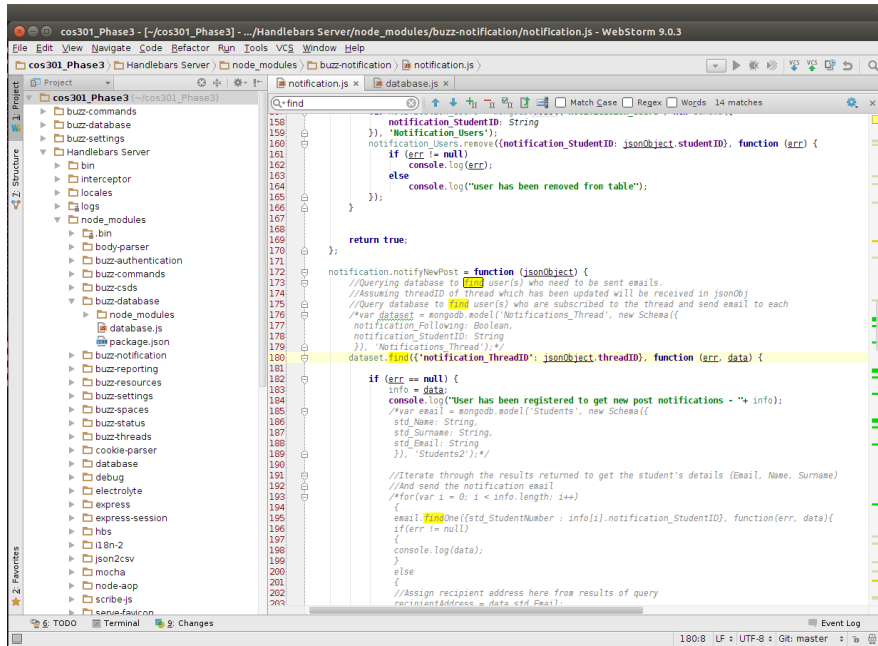 cos301_Phase3 - [~/cos301_Phase3] - .../Handlebars Server/node_modules/buzz-notification/notification.js - WebStorm 9.0.3
File Edit View Navigate Code Refactor Run Tools VCS Window Help
cos301_Phase3 Handlebars Server node_modules buzz-notification notification.js
Project
notification.js × database.js ×
find Match Case Regex Words 14 matches
1: Project
7: Structure
2: Favorites
cos301_Phase3 (~/cos301_Phase3)
buzz-commands
buzz-database
buzz-settings
Handlebars Server
bin
interceptor
locales
logs
node_modules
.bin
body-parser
buzz-authentication
buzz-commands
buzz-csds
buzz-database
node_modules
database.js
package.json
buzz-notification
buzz-reporting
buzz-resources
buzz-settings
buzz-spaces
buzz-status
buzz-threads
cookie-parser
database
debug
electrolyte
express
express-session
hbs
i18n-2
json2csv
mocha
node-aop
scribe-js
serve-favicon
158 notification_StudentID: String
159 }), 'Notification_Users');
160 notification_Users.remove({notification_StudentID: jsonObject.studentID}, function (err) {
161 if (err != null)
162 console.log(err);
163 else
164 console.log("user has been removed from table");
165 });
166 }
167
168
169 return true;
170 };
171
172 notification.notifyNewPost = function (jsonObject) {
173 //Querying database to find user(s) who need to be sent emails.
174 //Assuming threadID of thread which has been updated will be received in jsonObj
175 //Query database to find user(s) who are subscribed to the thread and send email to each
176 /*var dataset = mongodb.model('Notifications_Thread', new Schema({
177 notification_Following: Boolean,
178 notification_StudentID: String
179 }), 'Notifications_Thread');*/
180 dataset.find({'notification_ThreadID': jsonObject.threadID}, function (err, data) {
181
182 if (err == null) {
183 info = data;
184 console.log("User has been registered to get new post notifications - "+ info);
185 /*var email = mongodb.model('Students', new Schema({
186 std_Name: String,
187 std_Surname: String,
188 std_Email: String
189 }), 'Students2');*/
190
191 //Iterate through the results returned to get the student's details (Email, Name, Surname)
192 //And send the notification email
193 /*for(var i = 0; i < info.length; i++)
194 {
195 email.findOne({std_StudentNumber : info[i].notification_StudentID}, function(err, data){
196 if(err != null)
197 {
198 console.log(data);
199 }
200 else
201 {
202 //Assign recipient address here from results of query
203 recipientAddress = data.std_Email;
6: TODO Terminal 9: Changes Event Log
180:8 LF UTF-8 Git: master